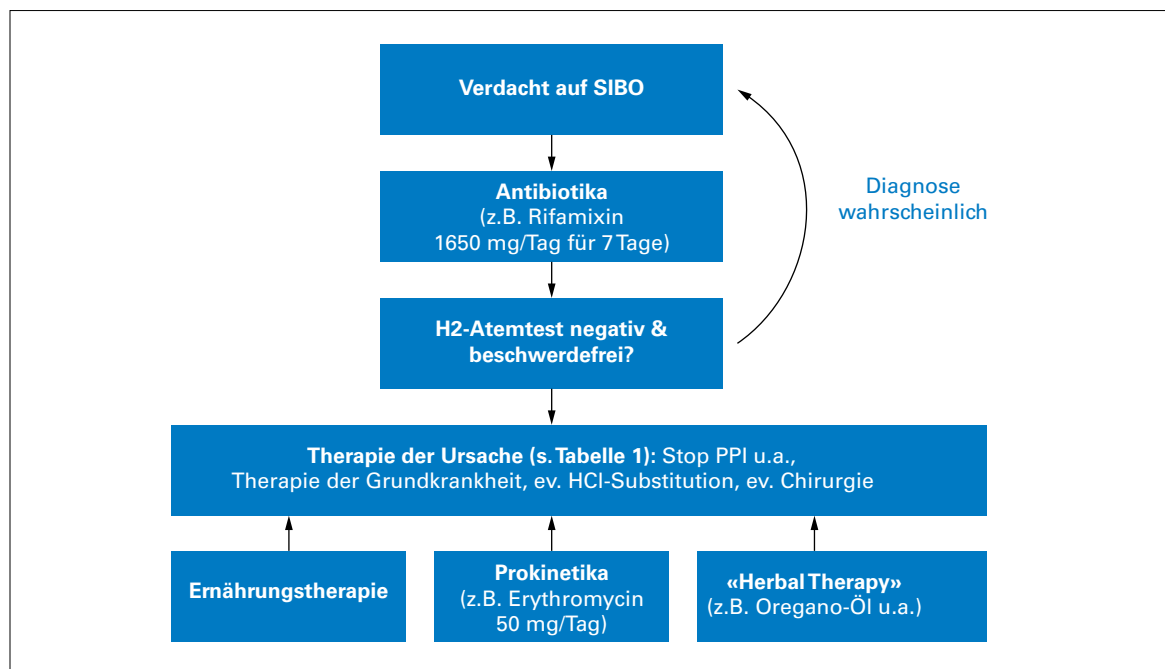 Verdacht auf SIBO
Antibiotika
(z.B. Rifamixin
1650 mg/Tag für 7 Tage)
Diagnose
wahrscheinlich
H2-Atemtest negativ &
beschwerdefrei?
Therapie der Ursache (s. Tabelle 1): Stop PPI u.a.,
Therapie der Grundkrankheit, ev. HCl-Substitution, ev. Chirurgie
Ernährungstherapie
Prokinetika
(z.B. Erythromycin
50 mg/Tag)
«Herbal Therapy»
(z.B. Oregano-Öl u.a.)